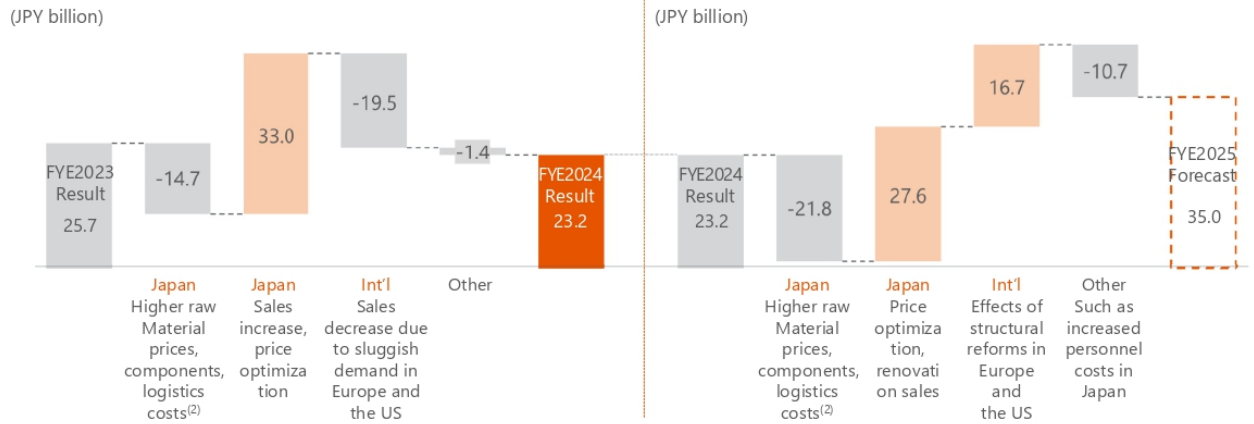 (JPY billion)
FYE2023
Result
25.7
-14.7
33.0
-19.5
-1.4
FYE2024
Result
23.2
Japan
Higher raw
Material
prices,
components,
logistics
costs(2)
Japan
Sales
increase,
price
optimiza
tion
Int’l
Sales
decrease due
to sluggish
demand in
Europe and
the US
Other
(JPY billion)
FYE2024
Result
23.2
-21.8
27.6
16.7
-10.7
FYE2025
Forecast
35.0
Japan
Higher raw
Material
prices,
components,
logistics
costs(2)
Japan
Price
optimiza
tion,
renovati
on sales
Int’l
Effects of
structural
reforms in
Europe
and
the US
Other
Such as
increased
personnel
costs in
Japan